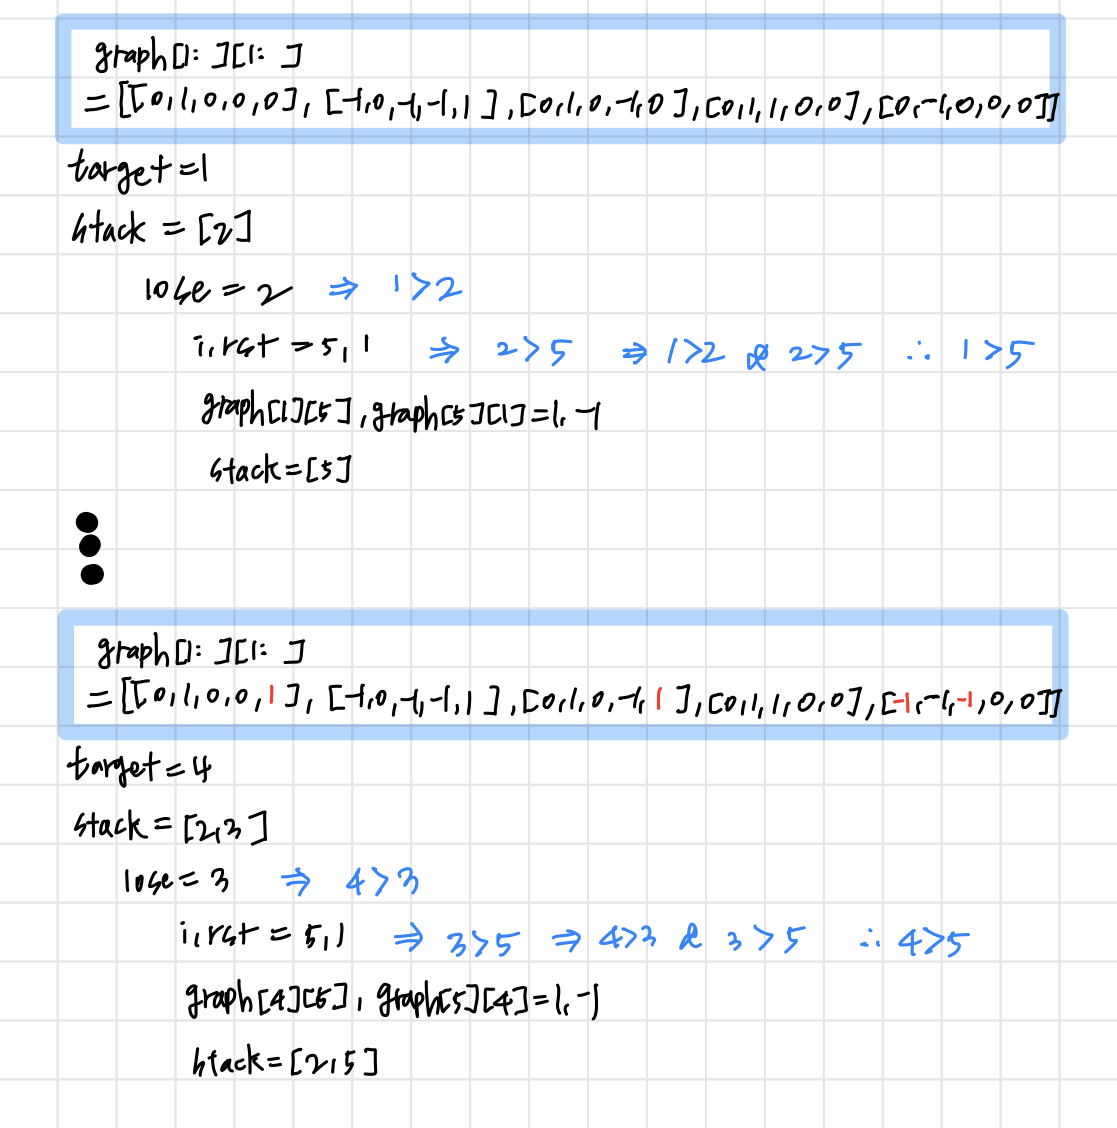 graph[1: ][1: ]
= [[0,1,0,0,0], [-1,0,-1,-1,1], [0,1,0,-1,0], [0,1,1,0,0], [0,-1,0,0,0]]
target=1
stack = [2]
lose = 2 ⇒ 1>2
i,rst = 5,1 ⇒ 2>5 ⇒ 1>2 & 2>5 ∴ 1>5
graph[1][5], graph[5][1]=1,-1
stack=[5]
graph[1: ][1: ]
= [[0,1,0,0,1], [-1,0,-1,-1,1], [0,1,0,-1,1], [0,1,1,0,0], [-1,-1,-1,0,0]]
target=4
stack = [2,3]
lose = 3 ⇒ 4>3
i,rst = 5,1 ⇒ 3>5 ⇒ 4>3 & 3>5 ∴ 4>5
graph[4][5], graph[5][4]=1,-1
stack=[2,5]